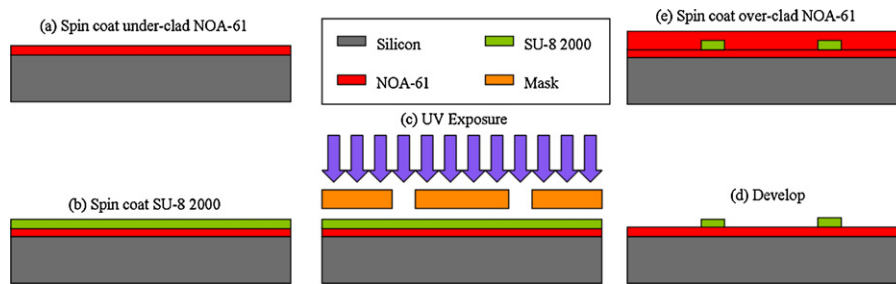 (a) Spin coat under-clad NOA-61
Silicon
SU-8 2000
NOA-61
Mask
(b) Spin coat SU-8 2000
(c) UV Exposure
(d) Develop
(e) Spin coat over-clad NOA-61